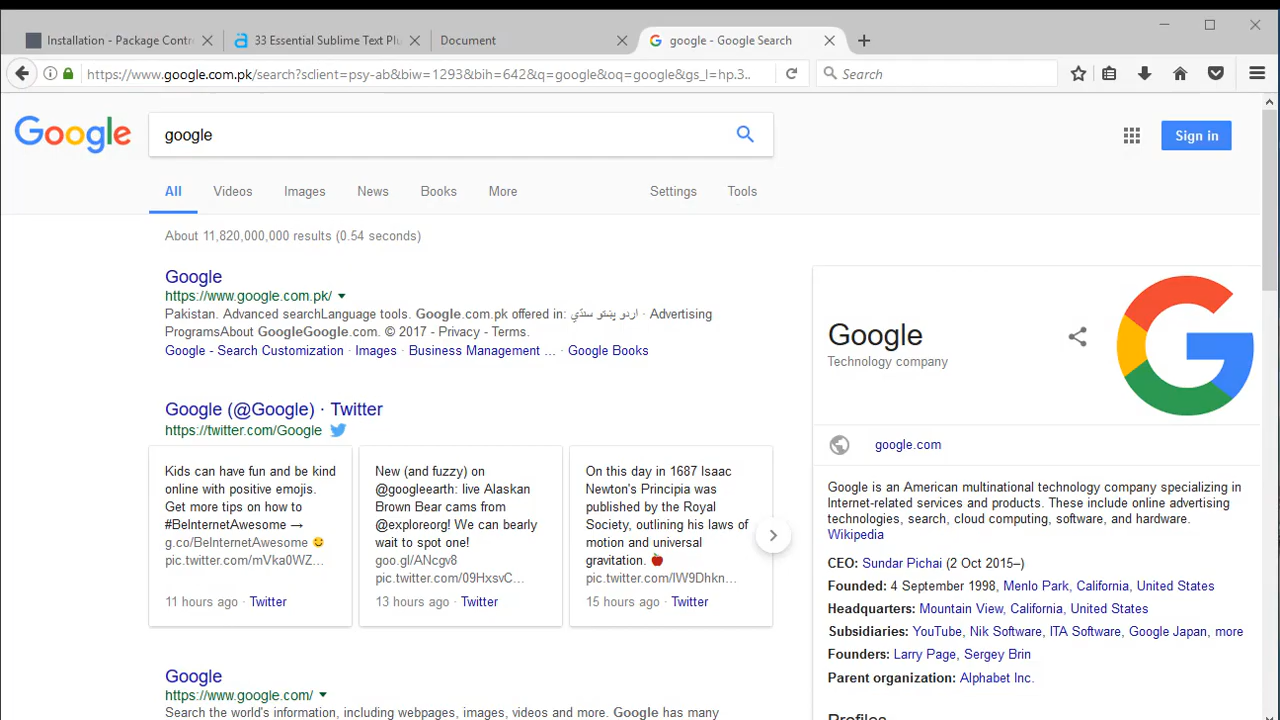 Installation - Package Contr
33 Essential Sublime Text Plu
Document
google - Google Search
https://www.google.com.pk/search?sclient=psy-ab&biw=1293&bih=642&q=google&oq=google&gs_l=hp.3..
Search
Google
google
Sign in
All
Videos
Images
News
Books
More
Settings
Tools
About 11,820,000,000 results (0.54 seconds)
Google
https://www.google.com.pk/
Pakistan. Advanced searchLanguage tools. Google.com.pk offered in: اردو پښتو سنڌي · Advertising
ProgramsAbout GoogleGoogle.com. © 2017 - Privacy - Terms.
Google - Search Customization · Images · Business Management ... · Google Books
Google (@Google) · Twitter
https://twitter.com/Google
Kids can have fun and be kind
online with positive emojis.
Get more tips on how to
#BeInternetAwesome →
g.co/BeInternetAwesome 😊
pic.twitter.com/mVka0WZ...
11 hours ago · Twitter
New (and fuzzy) on
@googleearth: live Alaskan
Brown Bear cams from
@exploreorg! We can bearly
wait to spot one!
goo.gl/ANcgv8
pic.twitter.com/09HxsvC...
13 hours ago · Twitter
On this day in 1687 Isaac
Newton's Principia was
published by the Royal
Society, outlining his laws of
motion and universal
gravitation. 🍎
pic.twitter.com/lW9Dhkn...
15 hours ago · Twitter
Google
https://www.google.com/
Search the world's information, including webpages, images, videos and more. Google has many
Google
Technology company
google.com
Google is an American multinational technology company specializing in
Internet-related services and products. These include online advertising
technologies, search, cloud computing, software, and hardware.
Wikipedia
CEO: Sundar Pichai (2 Oct 2015–)
Founded: 4 September 1998, Menlo Park, California, United States
Headquarters: Mountain View, California, United States
Subsidiaries: YouTube, Nik Software, ITA Software, Google Japan, more
Founders: Larry Page, Sergey Brin
Parent organization: Alphabet Inc.
Profiles